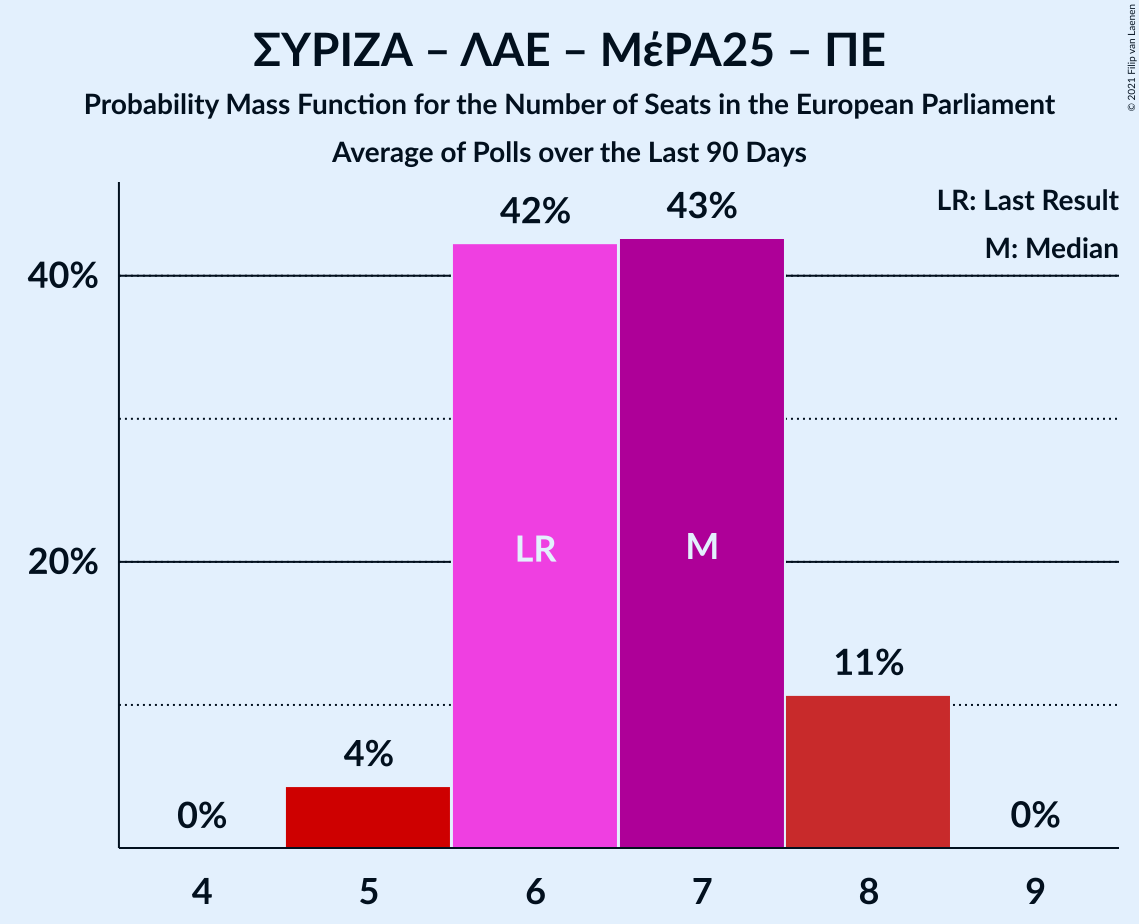 ΣΥΡΙΖΑ – ΛΑΕ – ΜέΡΑ25 – ΠΕ
Probability Mass Function for the Number of Seats in the European Parliament
Average of Polls over the Last 90 Days
© 2021 Filip van Laenen
LR: Last Result
M: Median
42%
43%
40%
LR
M
20%
11%
4%
0%
0%
4
5
6
7
8
9